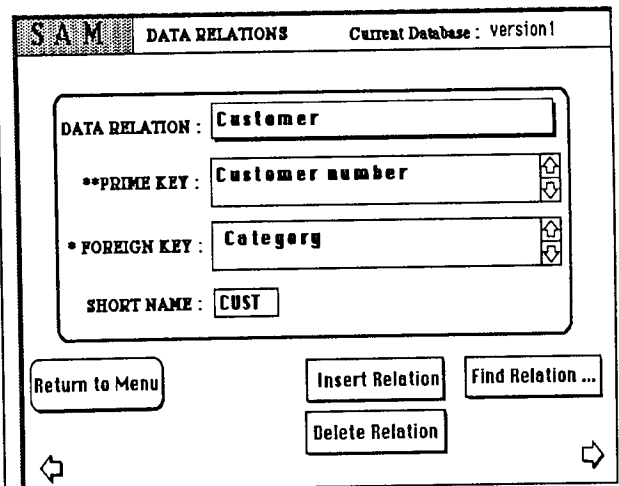 SAM DATA RELATIONS Current Database : version1
DATA RELATION : Customer
**PRIME KEY : Customer number
* FOREIGN KEY : Category
SHORT NAME : CUST
Return to Menu Insert Relation Find Relation ...
Delete Relation